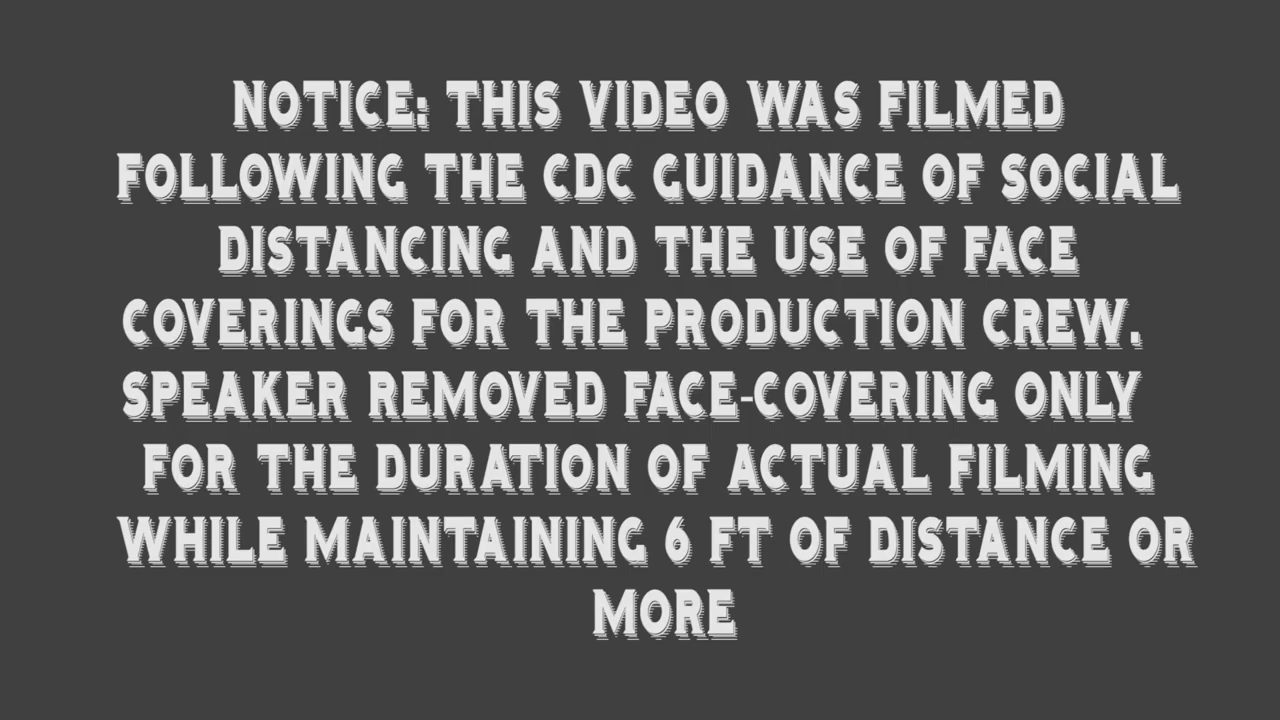 NOTICE: THIS VIDEO WAS FILMED
FOLLOWING THE CDC GUIDANCE OF SOCIAL
DISTANCING AND THE USE OF FACE
COVERINGS FOR THE PRODUCTION CREW.
SPEAKER REMOVED FACE-COVERING ONLY
FOR THE DURATION OF ACTUAL FILMING
WHILE MAINTAINING 6 FT OF DISTANCE OR
MORE